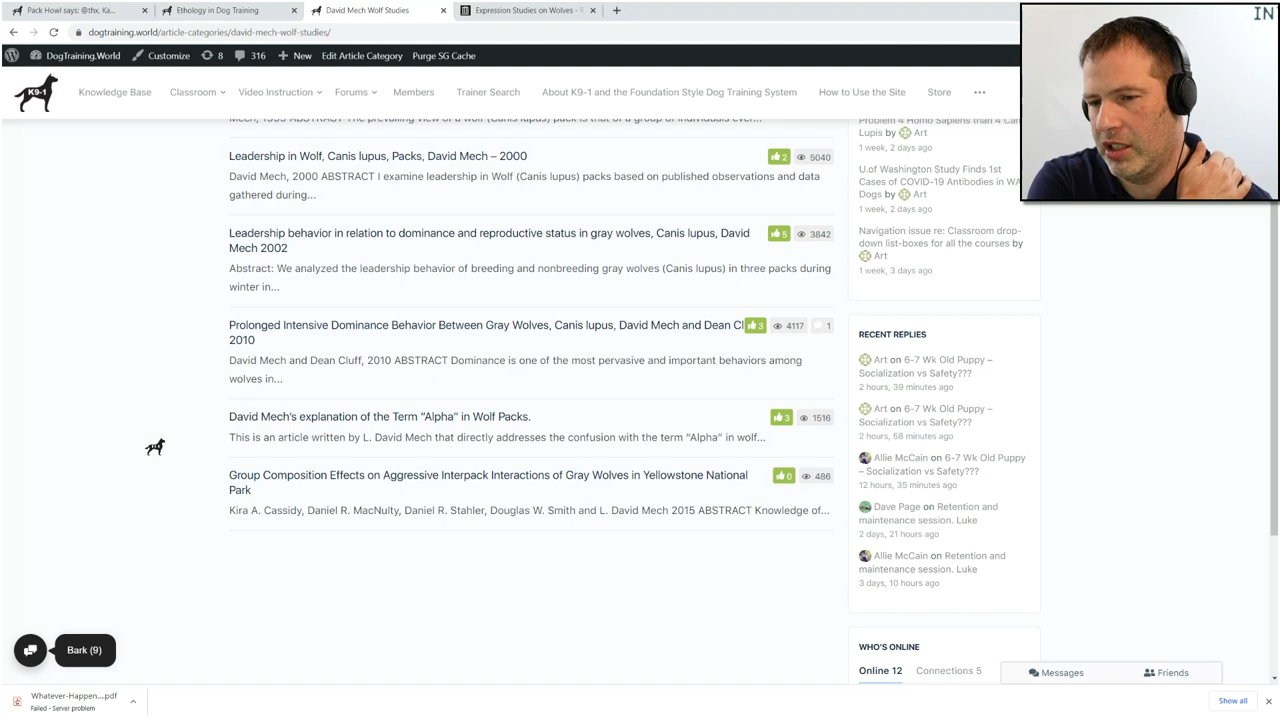 Pack Howl says: @thx, Ka...
Ethology in Dog Training
David Mech Wolf Studies
Expression Studies on Wolves - R
IN
dogtraining.world/article-categories/david-mech-wolf-studies/
DogTraining.World
Customize
8
316
New
Edit Article Category
Purge SG Cache
K9-1
Knowledge Base
Classroom
Video Instruction
Forums
Members
Trainer Search
About K9-1 and the Foundation Style Dog Training System
How to Use the Site
Store
Leadership in Wolf, Canis lupus, Packs, David Mech – 2000
2
5040
David Mech, 2000 ABSTRACT I examine leadership in Wolf (Canis lupus) packs based on published observations and data
gathered during...
Leadership behavior in relation to dominance and reproductive status in gray wolves, Canis lupus, David
Mech 2002
5
3842
Abstract: We analyzed the leadership behavior of breeding and nonbreeding gray wolves (Canis lupus) in three packs during
winter in...
Prolonged Intensive Dominance Behavior Between Gray Wolves, Canis lupus, David Mech and Dean Cl
2010
3
4117
1
David Mech and Dean Cluff, 2010 ABSTRACT Dominance is one of the most pervasive and important behaviors among
wolves in...
David Mech's explanation of the Term “Alpha” in Wolf Packs.
3
1516
This is an article written by L. David Mech that directly addresses the confusion with the term “Alpha” in wolf...
Group Composition Effects on Aggressive Interpack Interactions of Gray Wolves in Yellowstone National
Park
0
486
Kira A. Cassidy, Daniel R. MacNulty, Daniel R. Stahler, Douglas W. Smith and L. David Mech 2015 ABSTRACT Knowledge of...
Problem 4 Homo Sapiens than 4 Can
Lupis by Art
1 week, 2 days ago
U.of Washington Study Finds 1st
Cases of COVID-19 Antibodies in WA
Dogs by Art
1 week, 2 days ago
Navigation issue re: Classroom drop-
down list-boxes for all the courses by
Art
1 week, 3 days ago
RECENT REPLIES
Art on 6-7 Wk Old Puppy –
Socialization vs Safety???
2 hours, 39 minutes ago
Art on 6-7 Wk Old Puppy –
Socialization vs Safety???
2 hours, 58 minutes ago
Allie McCain on 6-7 Wk Old Puppy
– Socialization vs Safety???
12 hours, 35 minutes ago
Dave Page on Retention and
maintenance session. Luke
2 days, 21 hours ago
Allie McCain on Retention and
maintenance session. Luke
3 days, 10 hours ago
WHO'S ONLINE
Online 12
Connections 5
Messages
Friends
Bark (9)
Whatever-Happen....pdf
Failed - Server problem
Show all